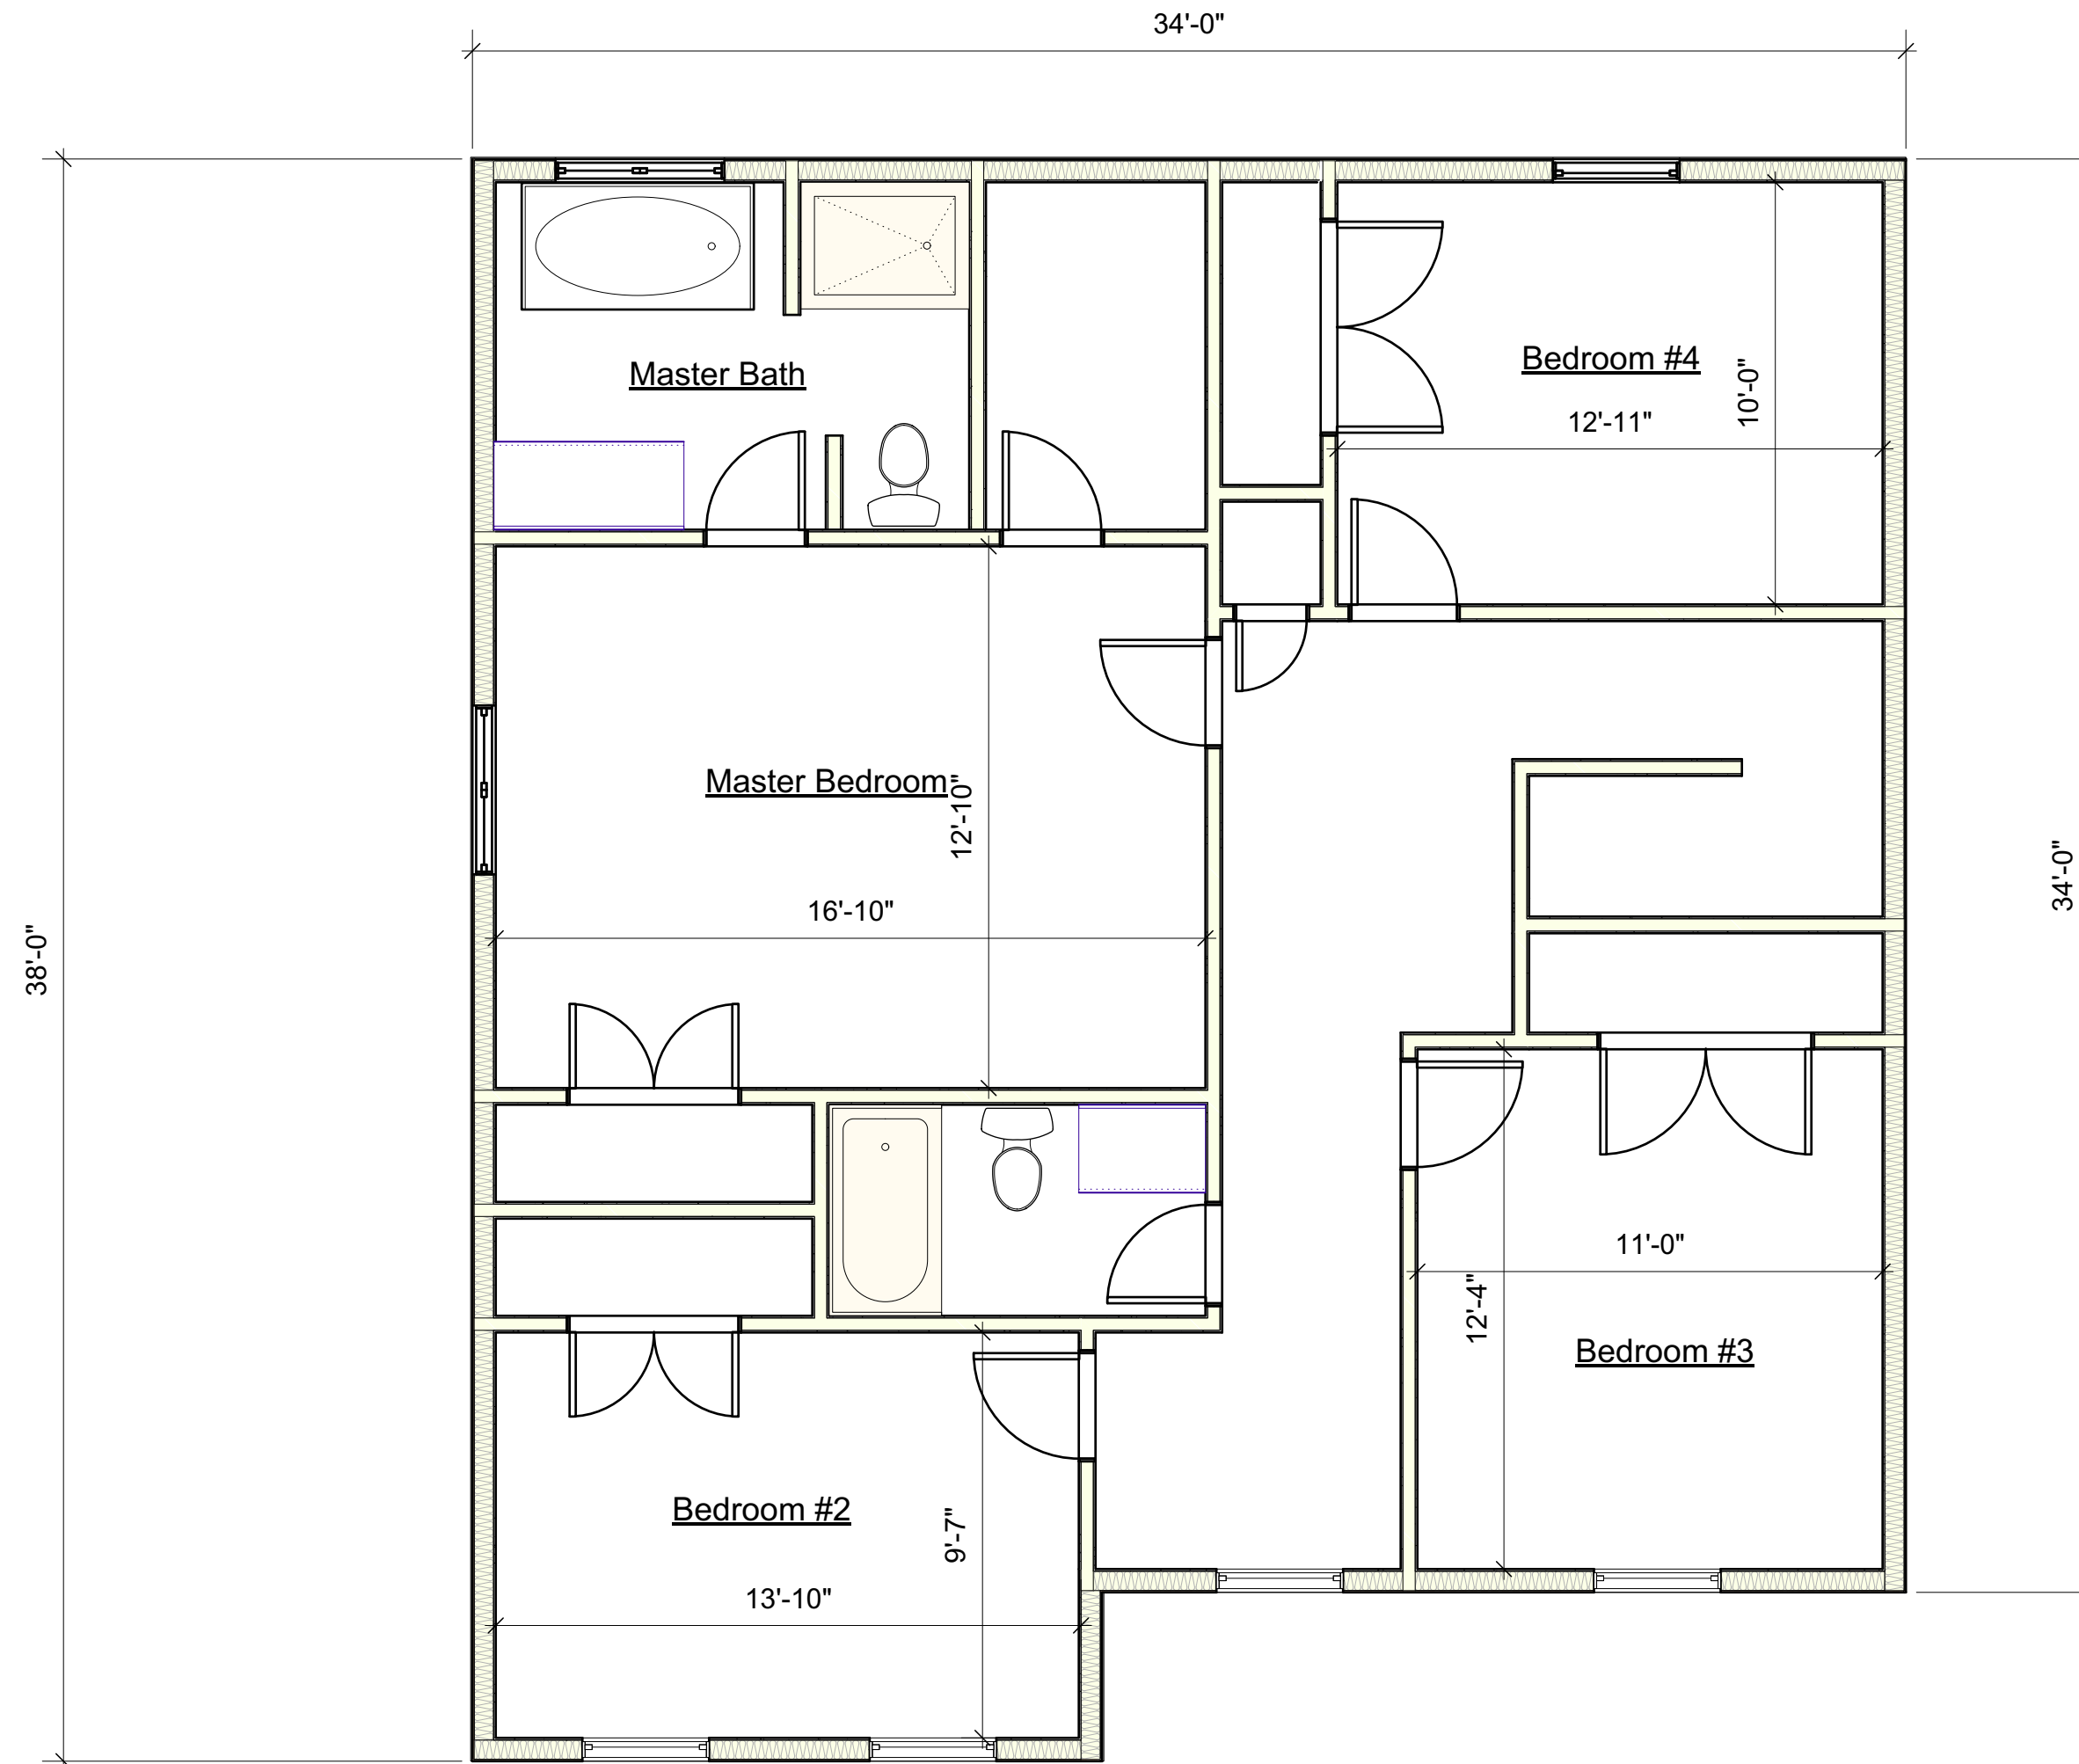 34'-0"
Master Bath
Bedroom #4
10'-0"
12'-11"
Master Bedroom
12'-10"
16'-10"
34'-0"
38'-0"
11'-0"
12'-4"
Bedroom #3
Bedroom #2
9'-7"
13'-10"